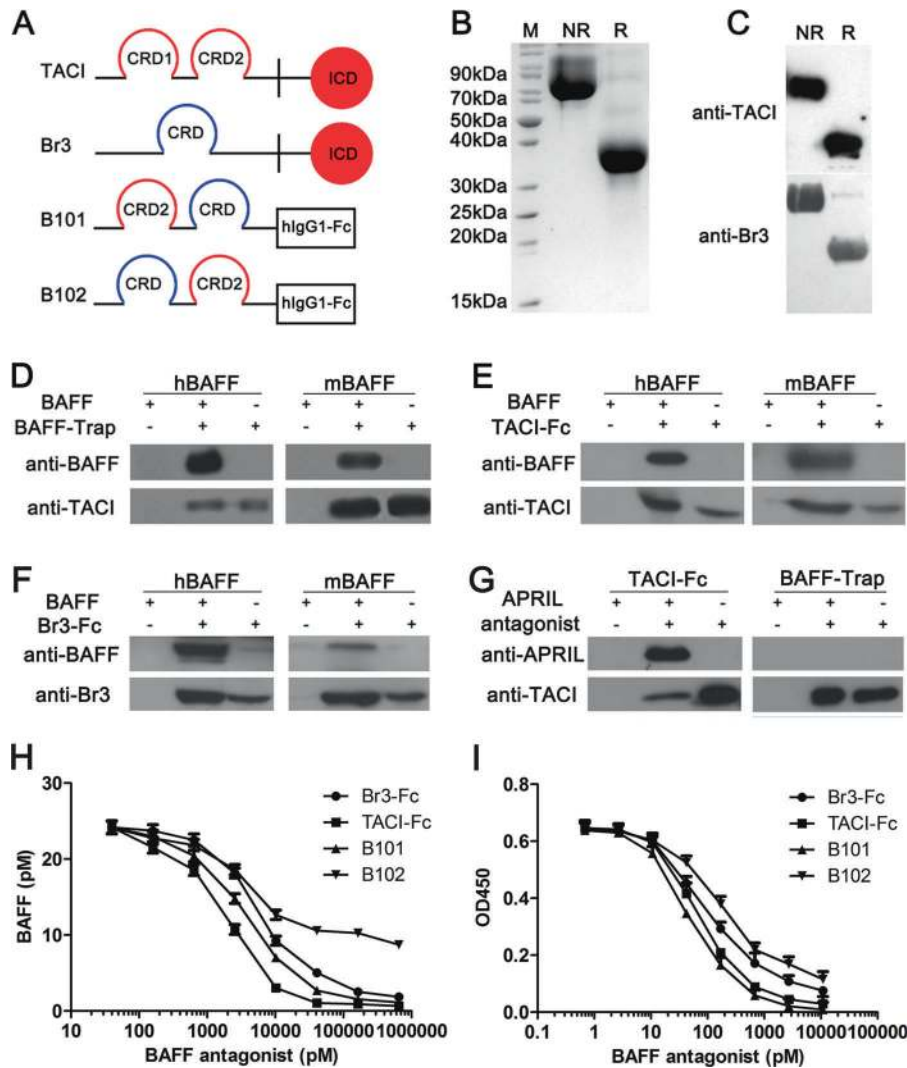 A
TACI
CRD1
CRD2
ICD
Br3
CRD
ICD
B101
CRD2
CRD
hIgG1-Fc
B102
CRD
CRD2
hIgG1-Fc
B
M NR R
90kDa
70kDa
50kDa
40kDa
30kDa
25kDa
20kDa
15kDa
C
NR R
anti-TACI
anti-Br3
D
hBAFF mBAFF
BAFF + + - + + -
BAFF-Trap - + + - + +
anti-BAFF
anti-TACI
E
hBAFF mBAFF
BAFF + + - + + -
TACI-Fc - + + - + +
anti-BAFF
anti-TACI
F
hBAFF mBAFF
BAFF + + - + + -
Br3-Fc - + + - + +
anti-BAFF
anti-Br3
G
TACI-Fc BAFF-Trap
APRIL + + - + + -
antagonist - + + - + +
anti-APRIL
anti-TACI
H
BAFF (pM)
30
20
10
0
10 1000 10000 1000000000000
BAFF antagonist (pM)
Br3-Fc
TACI-Fc
B101
B102
I
OD450
0.8
0.6
0.4
0.2
0.0
0.1 1 10 100 1000 10000100000
BAFF antagonist (pM)
Br3-Fc
TACI-Fc
B101
B102